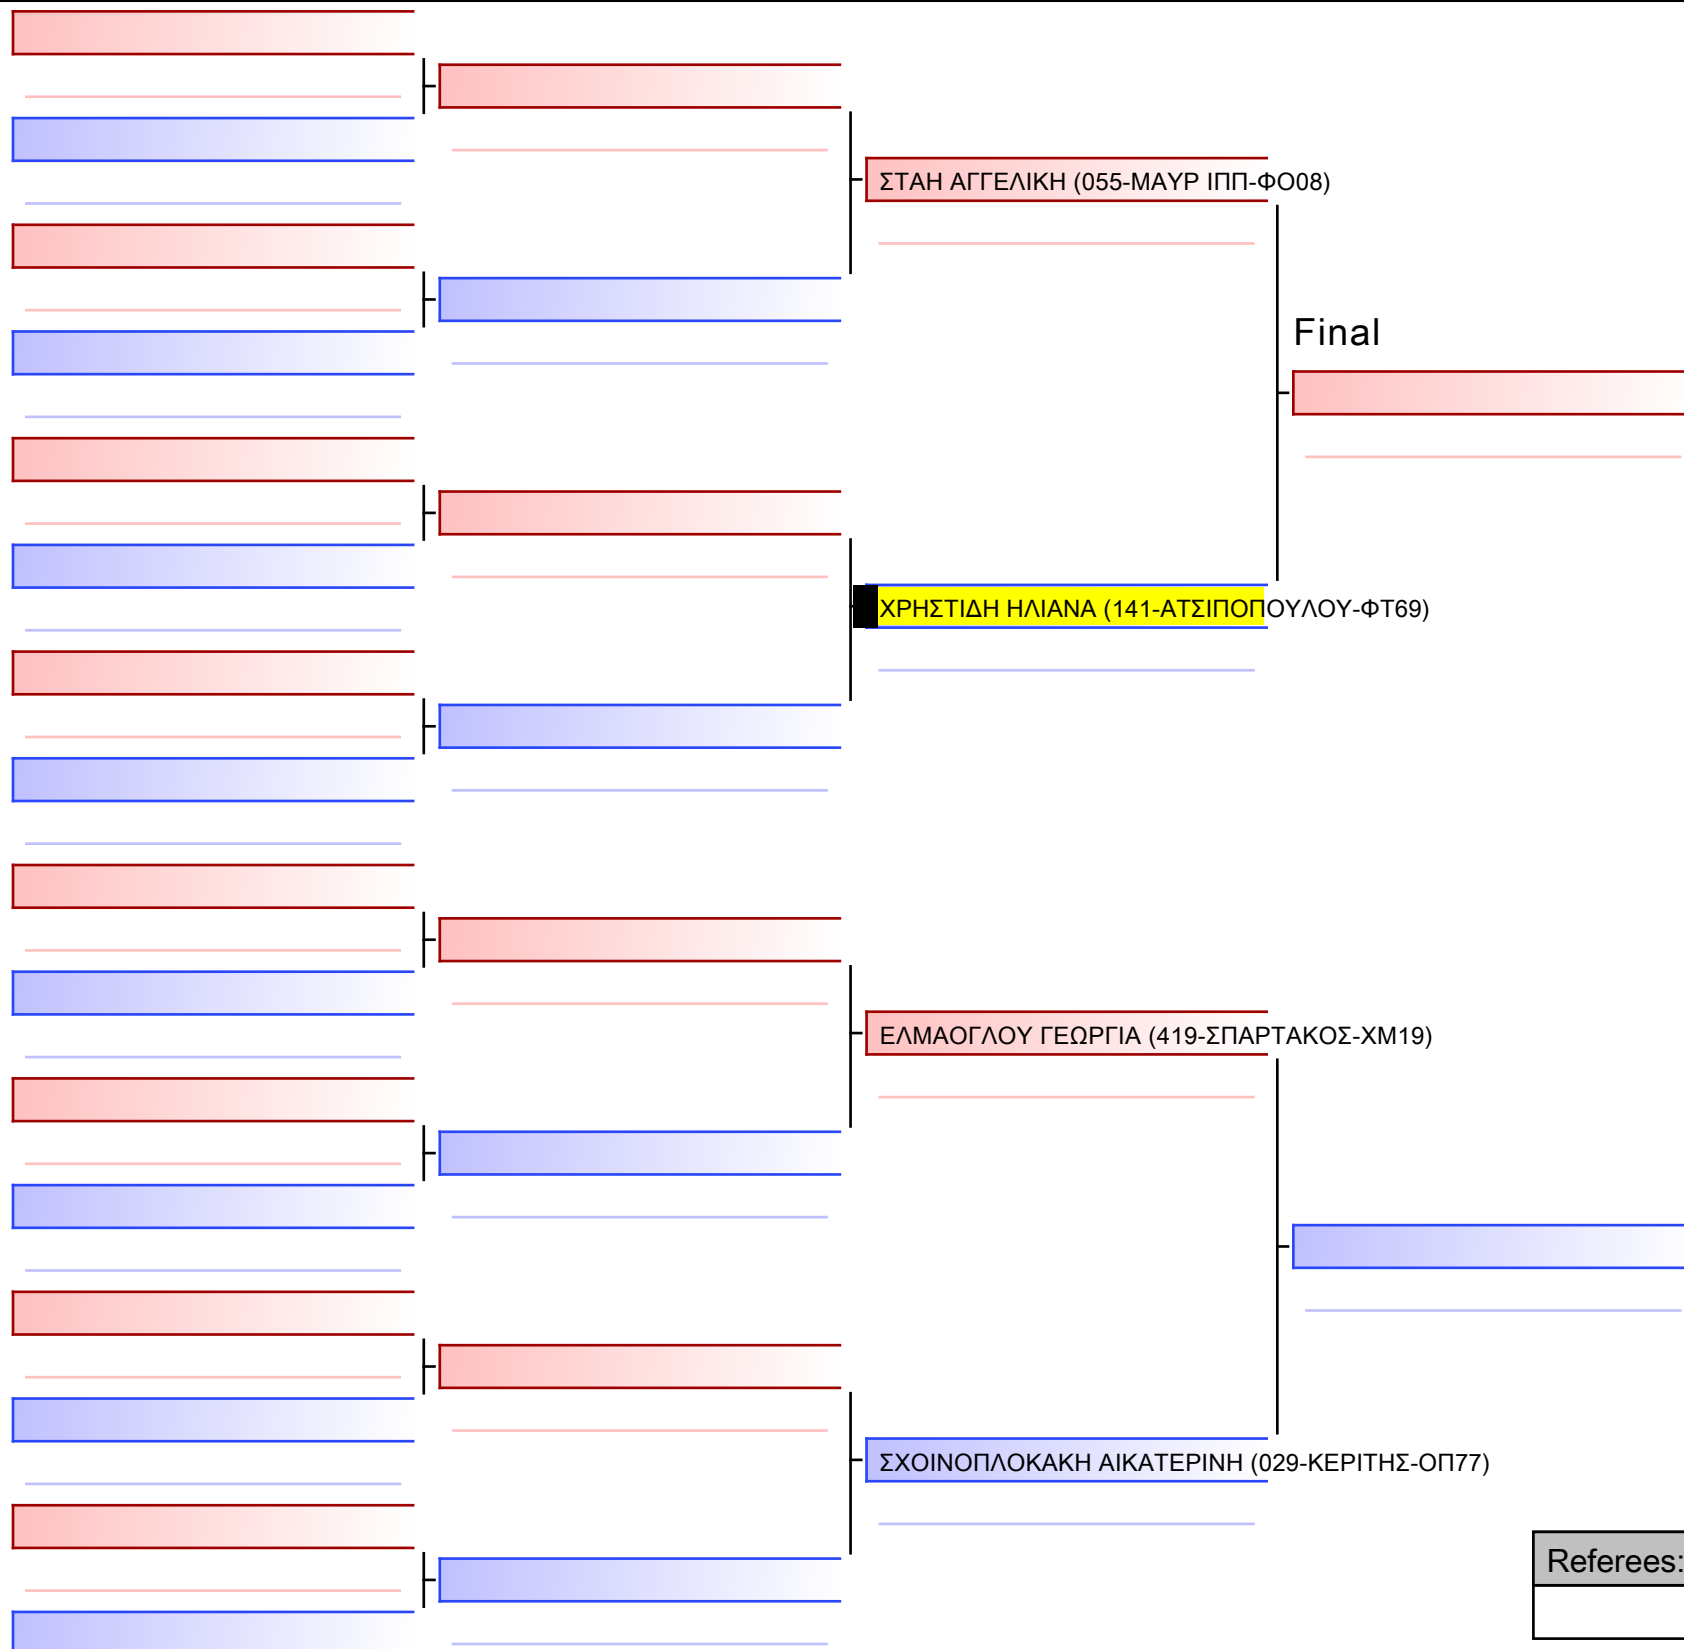 ΣΤΑΗ ΑΓΓΕΛΙΚΗ (055-ΜΑΥΡ ΙΠΠ-ΦΟ08)
Final
ΧΡΗΣΤΙΔΗ ΗΛΙΑΝΑ (141-ΑΤΣΙΠΟΠΟΥΛΟΥ-ΦΤ69)
ΕΛΜΑΟΓΛΟΥ ΓΕΩΡΓΙΑ (419-ΣΠΑΡΤΑΚΟΣ-ΧΜ19)
ΣΧΟΙΝΟΠΛΟΚΑΚΗ ΑΙΚΑΤΕΡΙΝΗ (029-ΚΕΡΙΤΗΣ-ΟΠ77)
Referees: